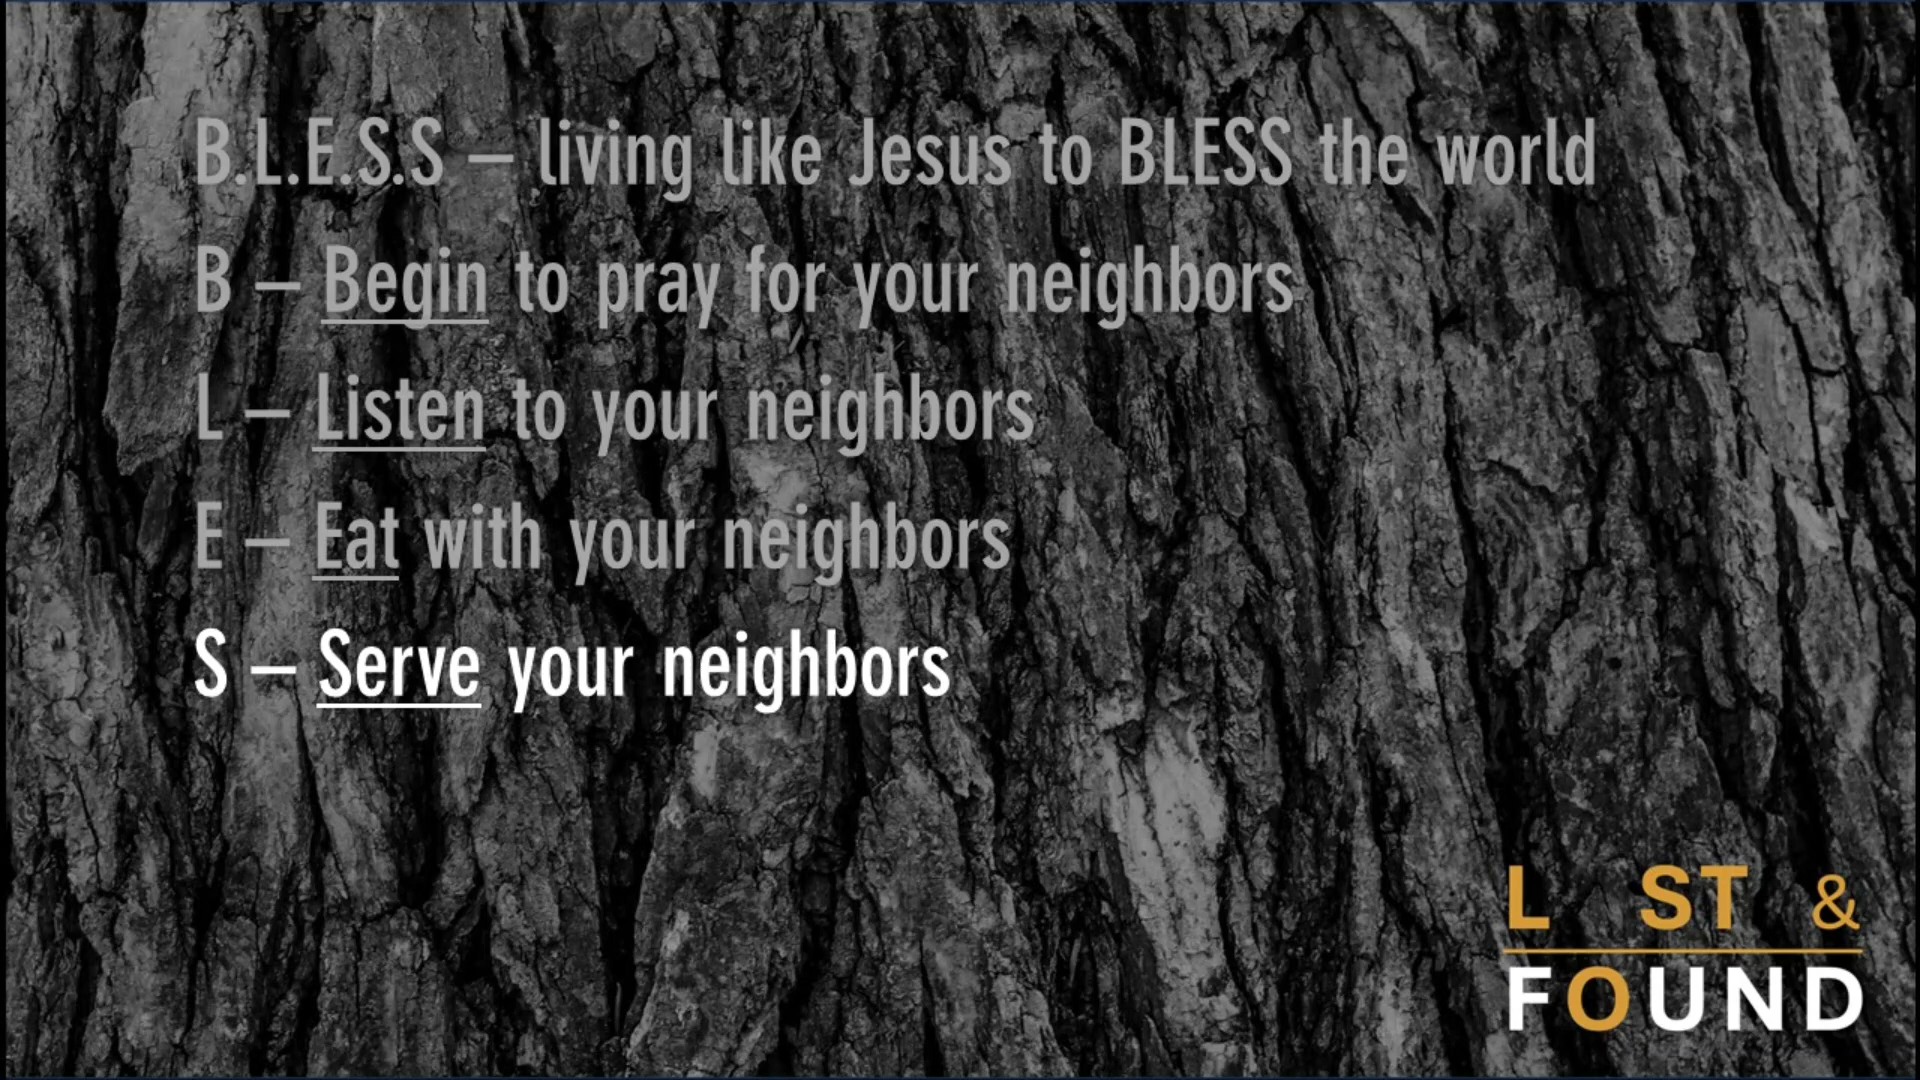 B.L.E.S.S – living like Jesus to BLESS the world
B – Begin to pray for your neighbors
L – Listen to your neighbors
E – Eat with your neighbors
S – Serve your neighbors
L ST &
FOUND